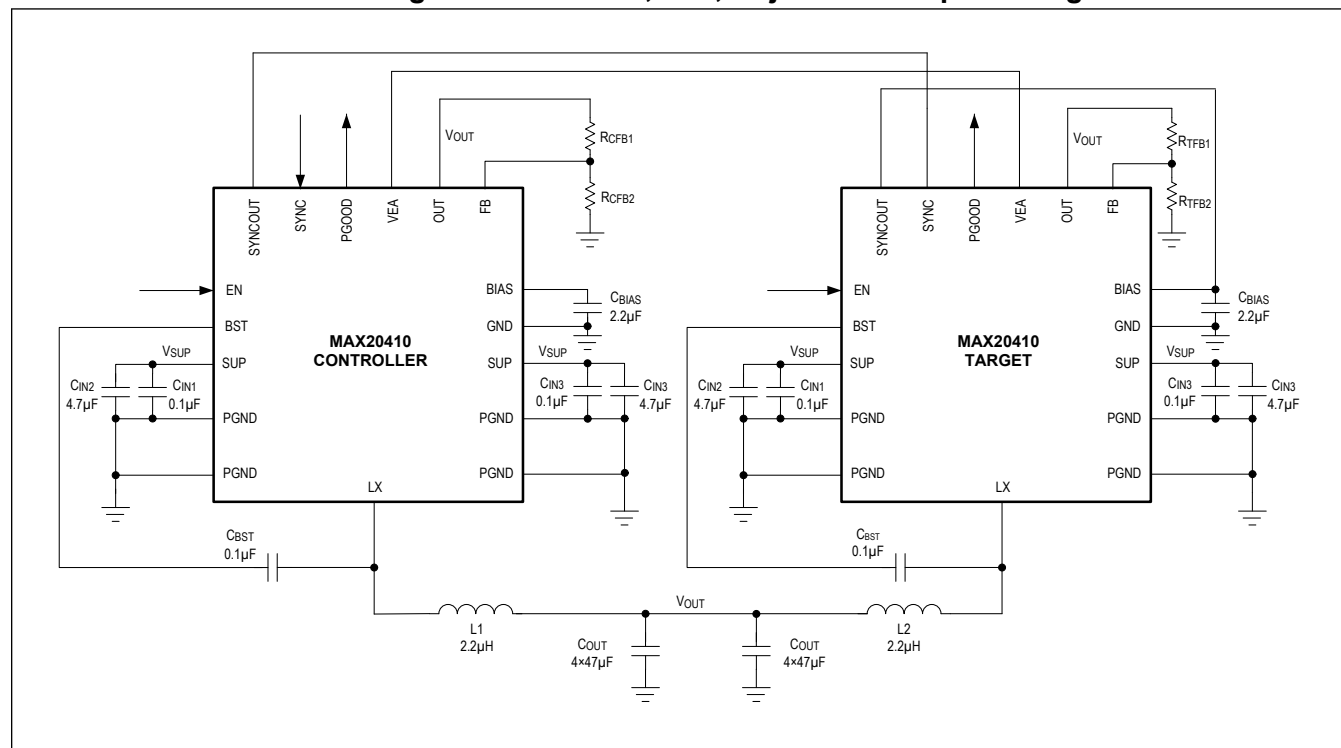 VOUT
RCFB1
RCFB2
SYNCOUT
SYNC
PGOOD
VEA
OUT
FB
EN
BST
VSUP
SUP
CIN2
4.7µF
CIN1
0.1µF
PGND
PGND
MAX20410
CONTROLLER
BIAS
GND
SUP
PGND
PGND
LX
CBIAS
2.2µF
VSUP
CIN3
0.1µF
CIN3
4.7µF
CBST
0.1µF
VOUT
RTFB1
RTFB2
SYNCOUT
SYNC
PGOOD
VEA
OUT
FB
EN
BST
VSUP
SUP
CIN2
4.7µF
CIN1
0.1µF
PGND
PGND
MAX20410
TARGET
BIAS
GND
SUP
PGND
PGND
LX
CBIAS
2.2µF
VSUP
CIN3
0.1µF
CIN3
4.7µF
CBST
0.1µF
L1
2.2µH
VOUT
COUT
4×47µF
COUT
4×47µF
L2
2.2µH